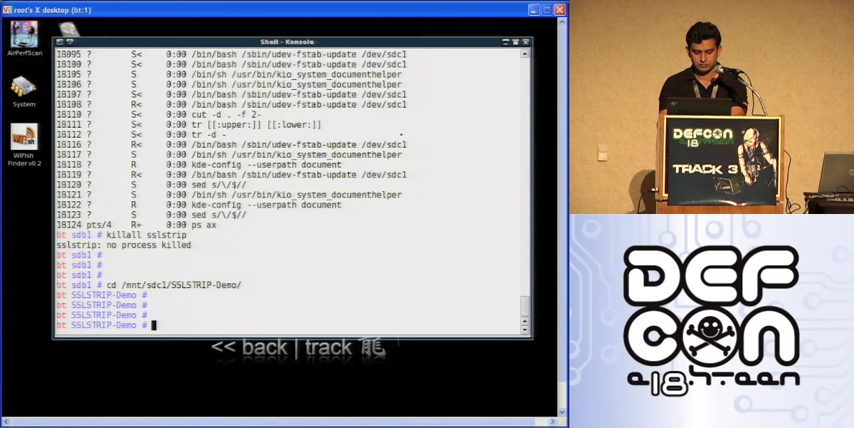 root's X desktop (bt:1)
AirPerfScan
System
WiFish
Finder v0.2
Shell - Konsole
18095 ? S< 0:00 /bin/bash /sbin/udev-fstab-update /dev/sdc1
18100 ? S< 0:00 /bin/bash /sbin/udev-fstab-update /dev/sdc1
18105 ? S 0:00 /bin/sh /usr/bin/kio_system_documenthelper
18106 ? S 0:00 /bin/sh /usr/bin/kio_system_documenthelper
18107 ? S< 0:00 /bin/bash /sbin/udev-fstab-update /dev/sdc1
18108 ? R< 0:00 /bin/bash /sbin/udev-fstab-update /dev/sdc1
18110 ? S< 0:00 cut -d . -f 2-
18111 ? S< 0:00 tr [[:upper:]] [[:lower:]]
18112 ? S< 0:00 tr -d -
18116 ? R< 0:00 /bin/bash /sbin/udev-fstab-update /dev/sdc1
18117 ? S 0:00 /bin/sh /usr/bin/kio_system_documenthelper
18118 ? R 0:00 kde-config --userpath document
18119 ? R< 0:00 /bin/bash /sbin/udev-fstab-update /dev/sdc1
18120 ? S 0:00 sed s/\/$//
18121 ? S 0:00 /bin/sh /usr/bin/kio_system_documenthelper
18122 ? R 0:00 kde-config --userpath document
18123 ? S 0:00 sed s/\/$//
18124 pts/4 R+ 0:00 ps ax
bt sdb1 # killall sslstrip
sslstrip: no process killed
bt sdb1 #
bt sdb1 #
bt sdb1 #
bt sdb1 # cd /mnt/sdc1/SSLSTRIP-Demo/
bt SSLSTRIP-Demo #
bt SSLSTRIP-Demo #
bt SSLSTRIP-Demo #
bt SSLSTRIP-Demo #
<< back | track 龍
DEFCON
18
TRACK 3
DEF
CON
e18h-teen